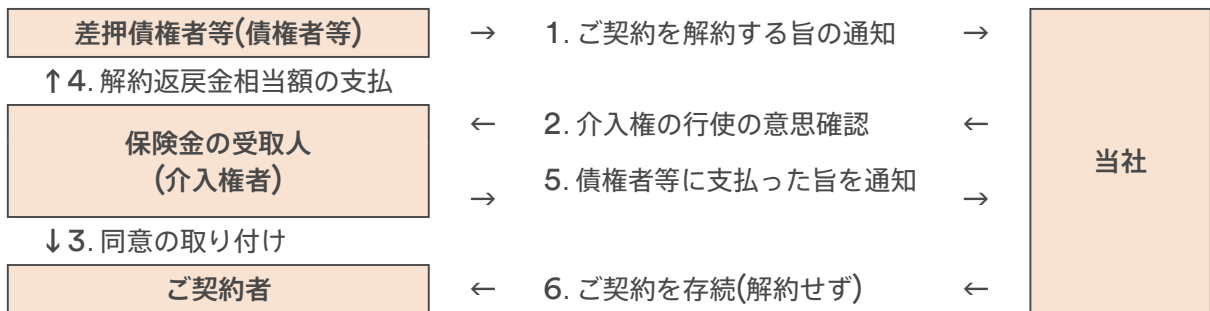 差押債権者等(債権者等) → 1. ご契約を解約する旨の通知 →
↑4. 解約返戻金相当額の支払
保険金の受取人
(介入権者)
← 2. 介入権の行使の意思確認 ←
→ 5. 債権者等に支払った旨を通知 →
当社
↓3. 同意の取り付け
ご契約者 ← 6. ご契約を存続(解約せず) ←